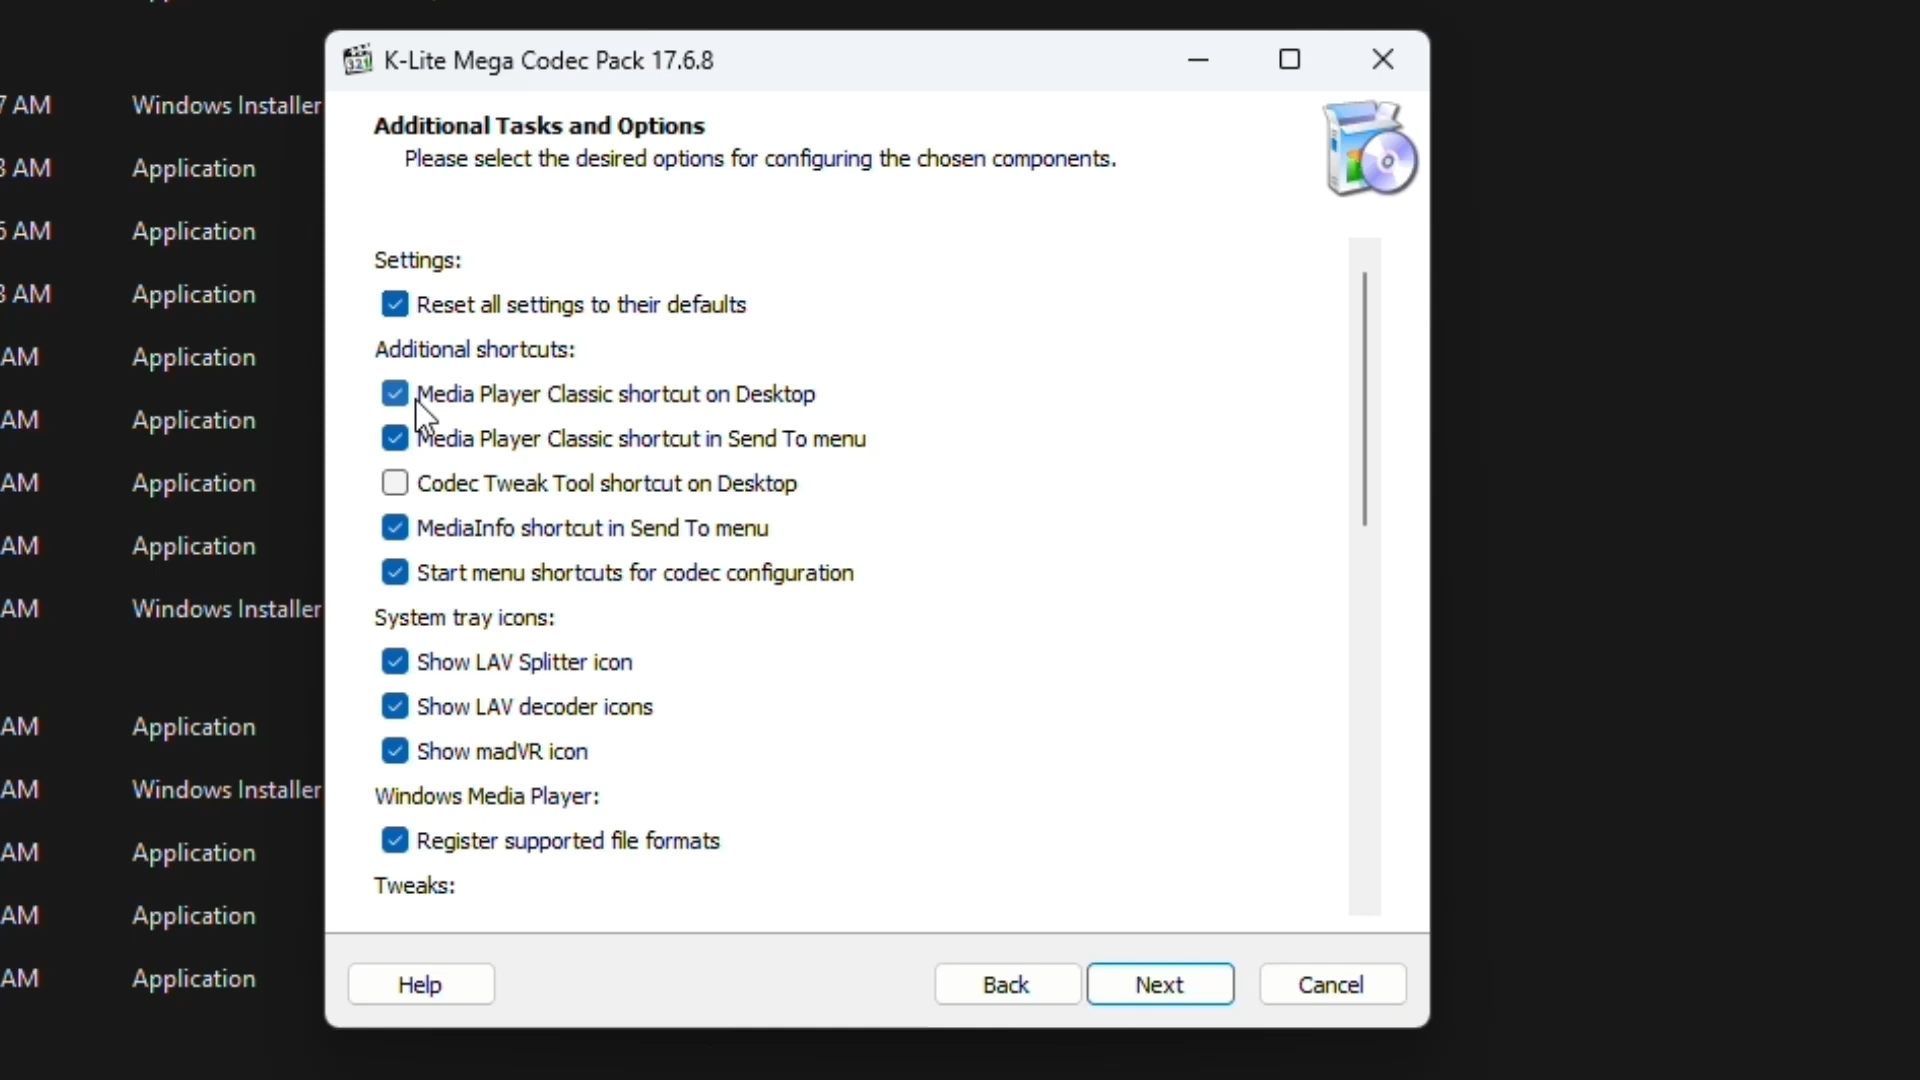 K-Lite Mega Codec Pack 17.6.8
Additional Tasks and Options
Please select the desired options for configuring the chosen components.
Settings:
Reset all settings to their defaults
Additional shortcuts:
Media Player Classic shortcut on Desktop
Media Player Classic shortcut in Send To menu
Codec Tweak Tool shortcut on Desktop
MediaInfo shortcut in Send To menu
Start menu shortcuts for codec configuration
System tray icons:
Show LAV Splitter icon
Show LAV decoder icons
Show madVR icon
Windows Media Player:
Register supported file formats
Tweaks:
Help
Back
Next
Cancel
AM Windows Installer
AM Application
AM Application
AM Application
AM Application
AM Application
AM Application
AM Application
AM Windows Installer
AM Application
AM Windows Installer
AM Application
AM Application
AM Application